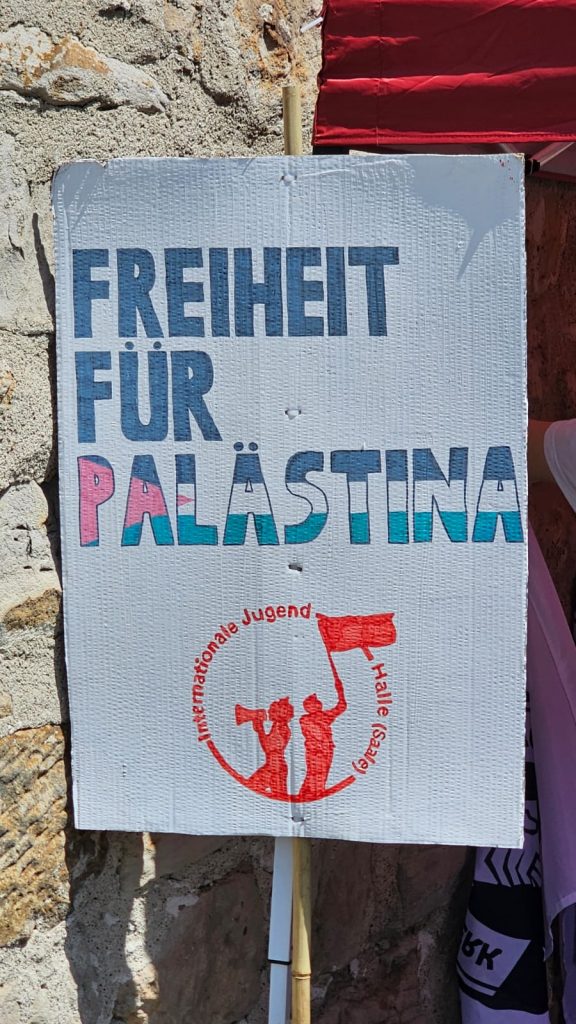 FREIHEIT
FÜR
PALÄSTINA
Internationale Jugend
Halle (Saale)